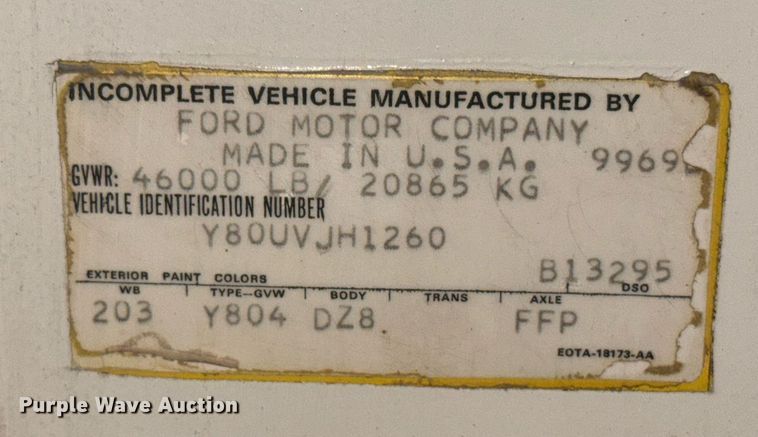 INCOMPLETE VEHICLE MANUFACTURED BY
FORD MOTOR COMPANY
MADE IN U.S.A. 9969
GVWR: 46000 LB/ 20865 KG
VEHICLE IDENTIFICATION NUMBER
Y80UVJH1260
EXTERIOR PAINT COLORS B13295
WB TYPE-GVW BODY TRANS AXLE DSO
203 Y804 DZ8 FFP
EOTA-18173-AA
Purple Wave Auction